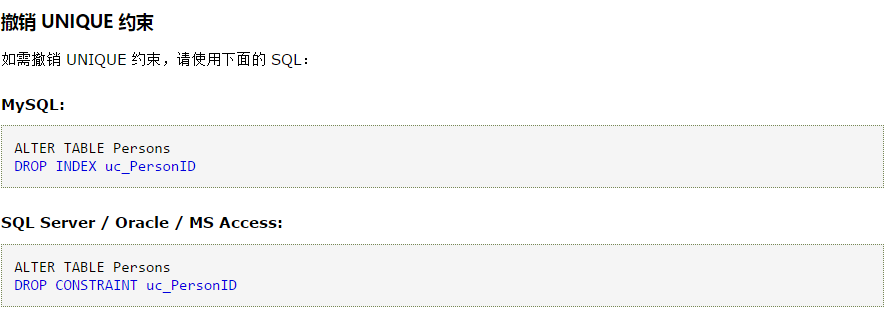 撤销 UNIQUE 约束
如需撤销 UNIQUE 约束，请使用下面的 SQL：
MySQL:
ALTER TABLE Persons
DROP INDEX uc_PersonID
SQL Server / Oracle / MS Access:
ALTER TABLE Persons
DROP CONSTRAINT uc_PersonID